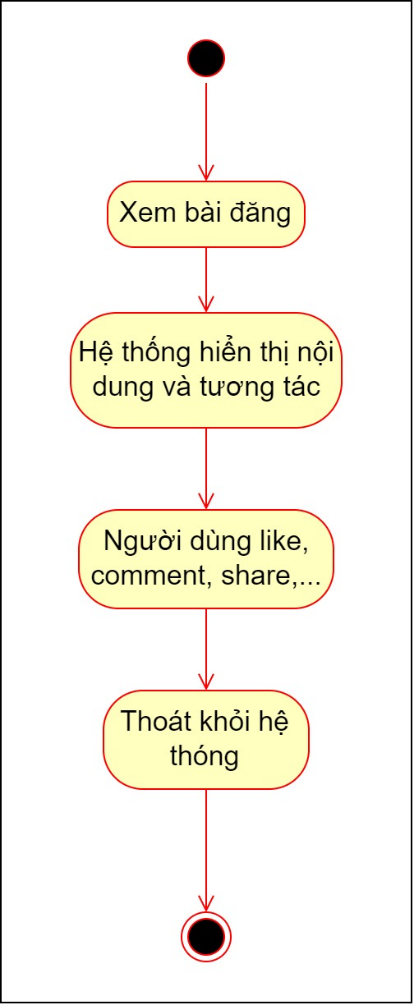 Xem bài đăng
Hệ thống hiển thị nội
dung và tương tác
Người dùng like,
comment, share,...
Thoát khỏi hệ
thóng